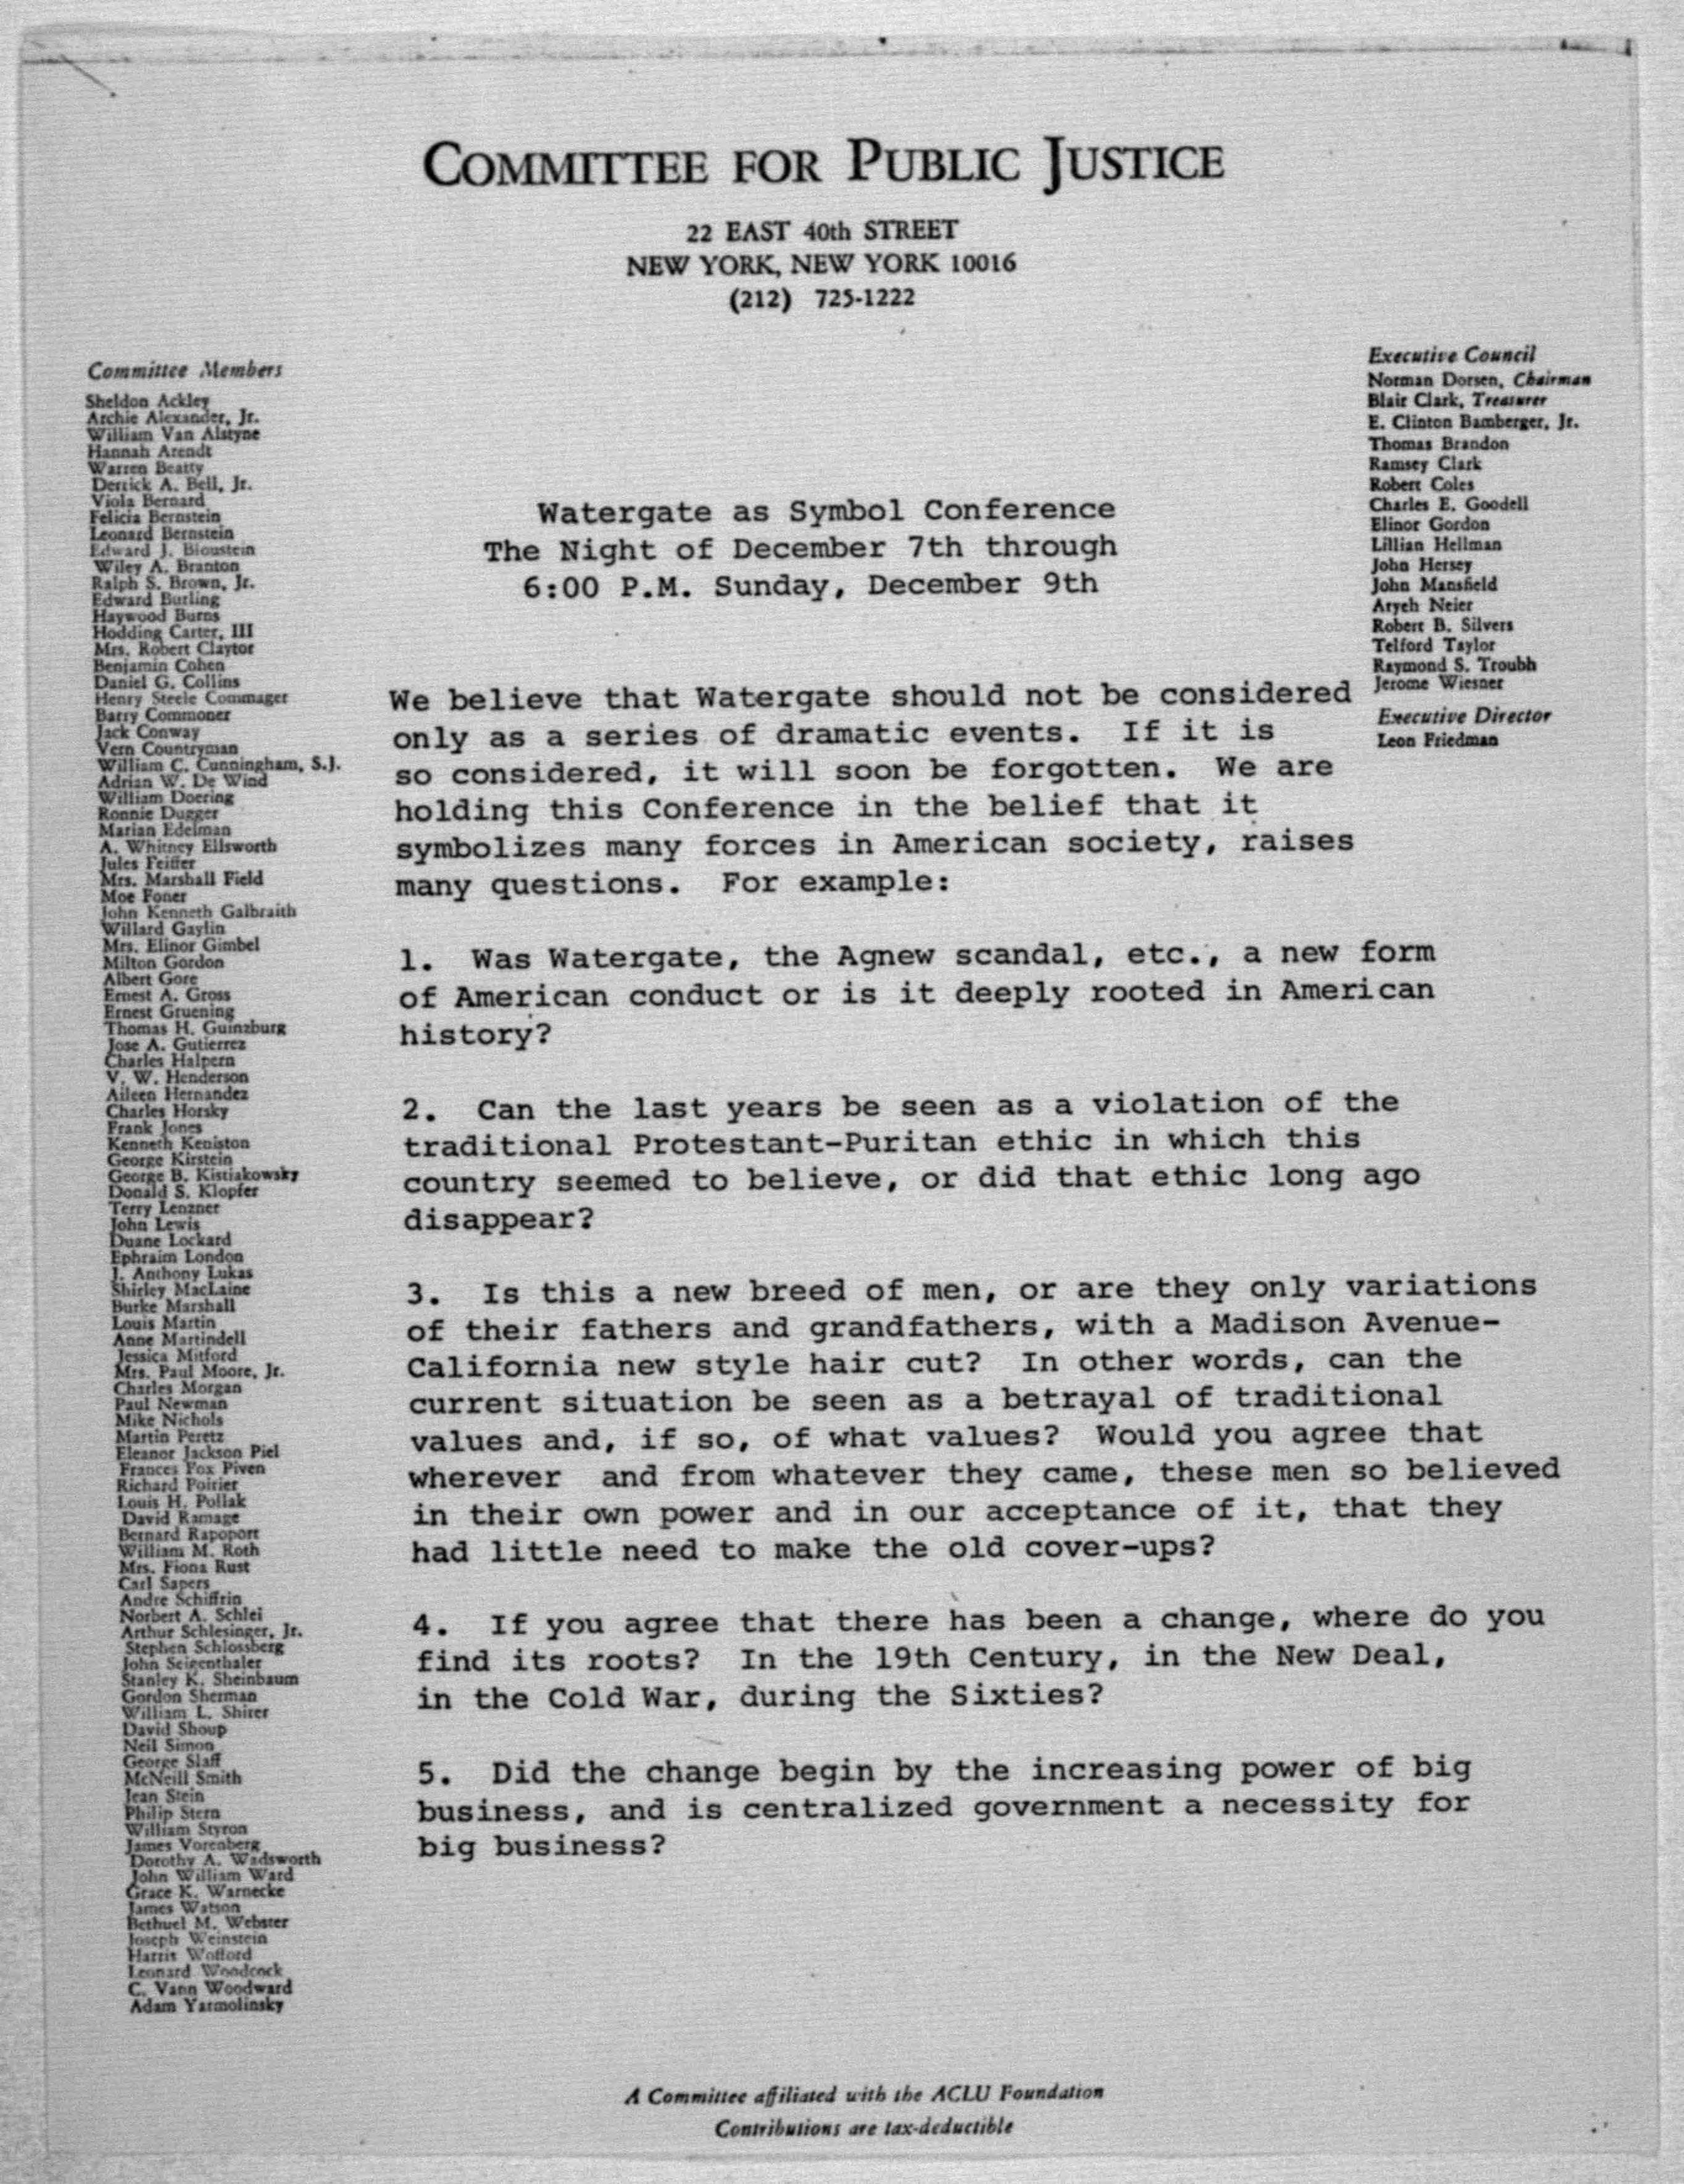 COMMITTEE FOR PUBLIC JUSTICE
22 EAST 40th STREET
NEW YORK, NEW YORK 10016
(212) 725-1222
Committee Members
Sheldon Ackley
Archie Alexander, Jr.
William Van Alstyne
Hannah Arendt
Warren Beatty
Derrick A. Bell, Jr.
Viola Bernard
Felicia Bernstein
Leonard Bernstein
Edward J. Bloustein
Wiley A. Branton
Ralph S. Brown, Jr.
Edward Burling
Haywood Burns
Hodding Carter, III
Mrs. Robert Claytor
Benjamin Cohen
Daniel G. Collins
Henry Steele Commager
Barry Commoner
Jack Conway
Vern Countryman
William C. Cunningham, S.J.
Adrian W. De Wind
William Doering
Ronnie Dugger
Marian Edelman
A. Whitney Ellsworth
Jules Feiffer
Mrs. Marshall Field
Moe Foner
John Kenneth Galbraith
Willard Gaylin
Mrs. Elinor Gimbel
Milton Gordon
Albert Gore
Ernest A. Gross
Ernest Gruening
Thomas H. Guinzburg
Jose A. Gutierrez
Charles Halpern
V. W. Henderson
Aileen Hernandez
Charles Horsky
Frank Jones
Kenneth Keniston
George Kirstein
George B. Kistiakowsky
Donald S. Klopfer
Terry Lenzner
John Lewis
Duane Lockard
Ephraim London
J. Anthony Lukas
Shirley MacLaine
Burke Marshall
Louis Martin
Anne Martindell
Jessica Mitford
Mrs. Paul Moore, Jr.
Charles Morgan
Paul Newman
Mike Nichols
Martin Peretz
Eleanor Jackson Piel
Frances Fox Piven
Richard Poirier
Louis H. Pollak
David Ramage
Bernard Rapoport
William M. Roth
Mrs. Fiona Rust
Carl Sapers
Andre Schiffrin
Norbert A. Schlei
Arthur Schlesinger, Jr.
Stephen Schlossberg
John Seigenthaler
Stanley K. Sheinbaum
Gordon Sherman
William L. Shirer
David Shoup
Neil Simon
George Slaff
McNeill Smith
Jean Stein
Philip Stern
William Styron
James Vorenberg
Dorothy A. Wadsworth
John William Ward
Grace K. Warnecke
James Watson
Bethuel M. Webster
Joseph Weinstein
Harris Wofford
Leonard Woodcock
C. Vann Woodward
Adam Yarmolinsky
Executive Council
Norman Dorsen, Chairman
Blair Clark, Treasurer
E. Clinton Bamberger, Jr.
Thomas Brandon
Ramsey Clark
Robert Coles
Charles E. Goodell
Elinor Gordon
Lillian Hellman
John Hersey
John Mansfield
Aryeh Neier
Robert B. Silvers
Telford Taylor
Raymond S. Troubh
Jerome Wiesner
Executive Director
Leon Friedman
Watergate as Symbol Conference
The Night of December 7th through
6:00 P.M. Sunday, December 9th
We believe that Watergate should not be considered
only as a series of dramatic events. If it is
so considered, it will soon be forgotten. We are
holding this Conference in the belief that it
symbolizes many forces in American society, raises
many questions. For example:
1. Was Watergate, the Agnew scandal, etc., a new form
of American conduct or is it deeply rooted in American
history?
2. Can the last years be seen as a violation of the
traditional Protestant-Puritan ethic in which this
country seemed to believe, or did that ethic long ago
disappear?
3. Is this a new breed of men, or are they only variations
of their fathers and grandfathers, with a Madison Avenue-
California new style hair cut? In other words, can the
current situation be seen as a betrayal of traditional
values and, if so, of what values? Would you agree that
wherever and from whatever they came, these men so believed
in their own power and in our acceptance of it, that they
had little need to make the old cover-ups?
4. If you agree that there has been a change, where do you
find its roots? In the 19th Century, in the New Deal,
in the Cold War, during the Sixties?
5. Did the change begin by the increasing power of big
business, and is centralized government a necessity for
big business?
A Committee affiliated with the ACLU Foundation
Contributions are tax-deductible